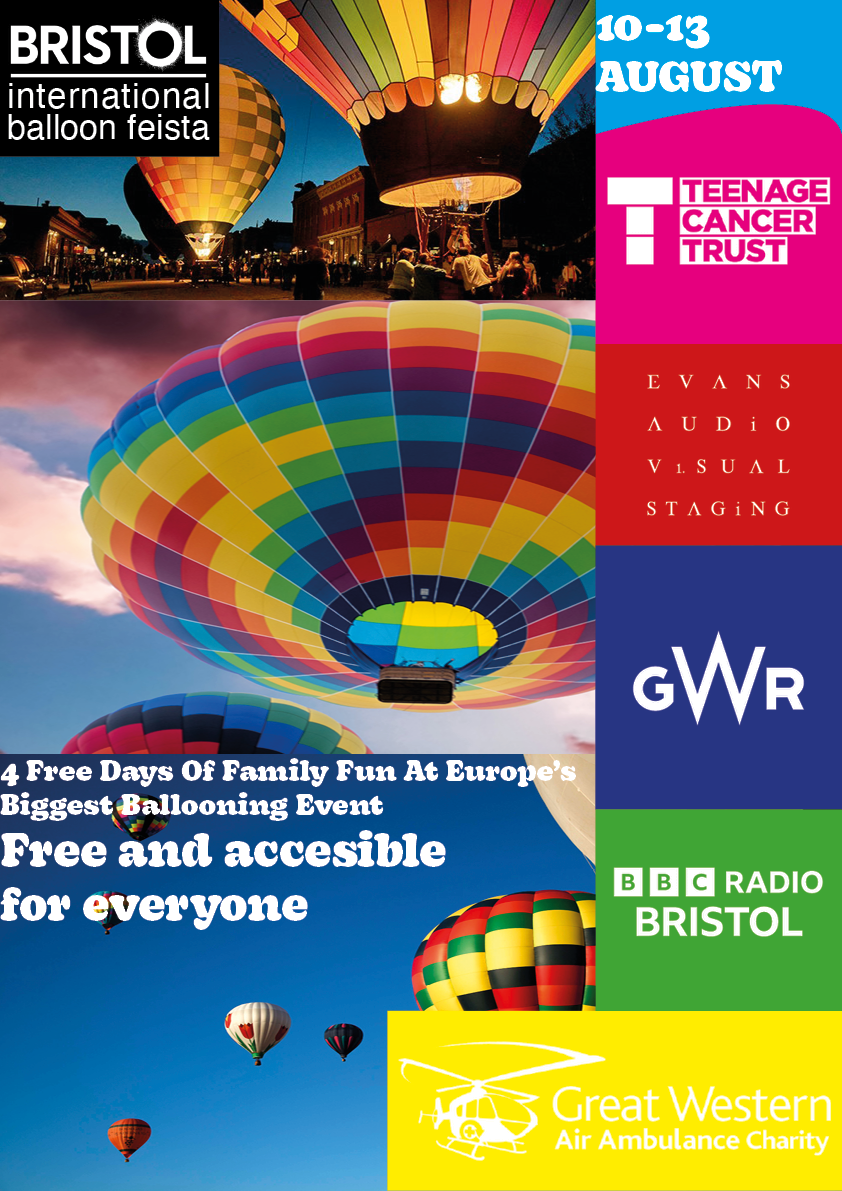 BRISTOL
international
balloon feista
10-13
AUGUST
TEENAGE
CANCER
TRUST
EVANS
AUDiO
V1.SUAL
STAGiNG
GWR
BBC RADIO
BRISTOL
4 Free Days Of Family Fun At Europe's
Biggest Ballooning Event
Free and accesible
for everyone
Great Western
Air Ambulance Charity